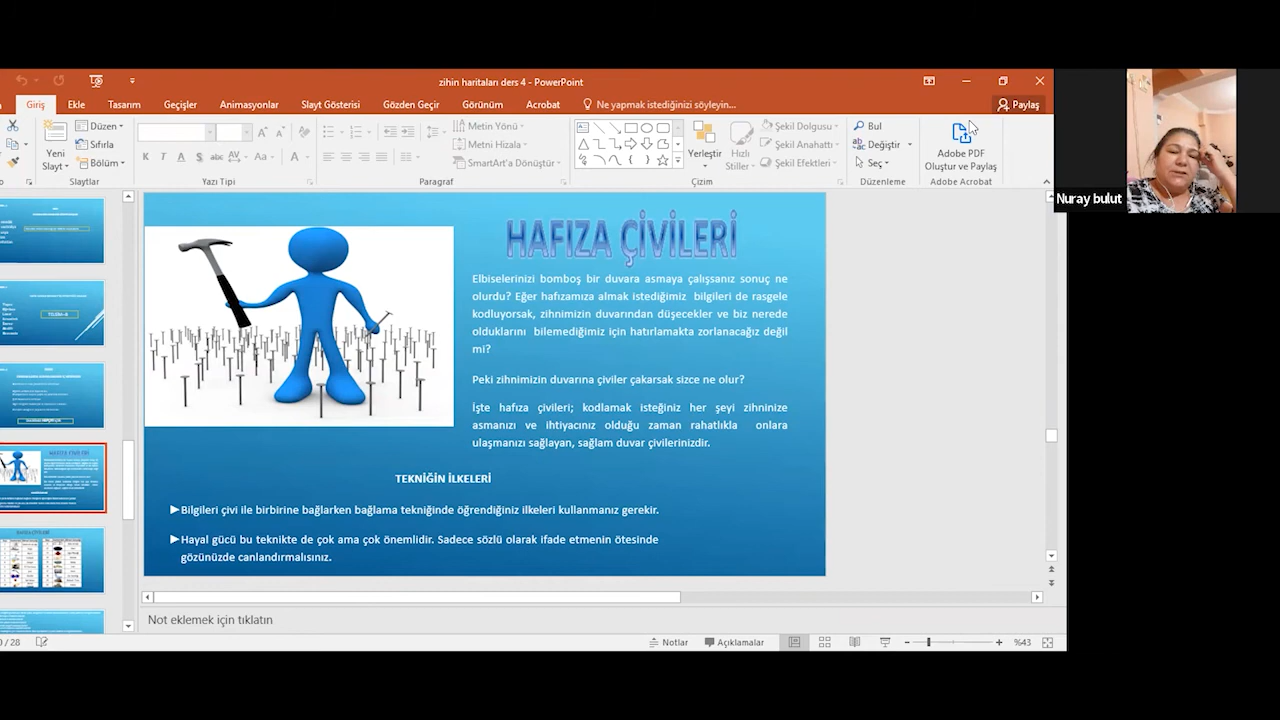 zihin haritaları ders 4 - PowerPoint
Giriş Ekle Tasarım Geçişler Animasyonlar Slayt Gösterisi Gözden Geçir Görünüm Acrobat Ne yapmak istediğinizi söyleyin... Paylaş
Yeni Slayt
Düzen
Sıfırla
Bölüm
Slaytlar
K T A S abc AV Aa A
Yazı Tipi
Metin Yönü
Metni Hizala
SmartArt'a Dönüştür
Paragraf
Yerleştir
Hızlı Stiller
Şekil Dolgusu
Şekil Anahattı
Şekil Efektleri
Çizim
Bul
Değiştir
Seç
Düzenleme
Adobe PDF
Oluştur ve Paylaş
Adobe Acrobat
Nuray bulut
HAFIZA ÇİVİLERİ
Elbiselerinizi bomboş bir duvara asmaya çalışsanız sonuç ne
olurdu? Eğer hafızamıza almak istediğimiz bilgileri de rasgele
kodluyorsak, zihnimizin duvarından düşecekler ve biz nerede
olduklarını bilemediğimiz için hatırlamakta zorlanacağız değil
mi?
Peki zihnimizin duvarına çiviler çakarsak sizce ne olur?
İşte hafıza çivileri; kodlamak isteğiniz her şeyi zihninize
asmanızı ve ihtiyacınız olduğu zaman rahatlıkla onlara
ulaşmanızı sağlayan, sağlam duvar çivilerinizdir.
TEKNİĞİN İLKELERİ
Bilgileri çivi ile birbirine bağlarken bağlama tekniğinde öğrendiğiniz ilkeleri kullanmanız gerekir.
Hayal gücü bu teknikte de çok ama çok önemlidir. Sadece sözlü olarak ifade etmenin ötesinde
gözünüzde canlandırmalısınız.
HAFIZA ÇİVİLERİ
Not eklemek için tıklatın
/ 28 Notlar Açıklamalar %43